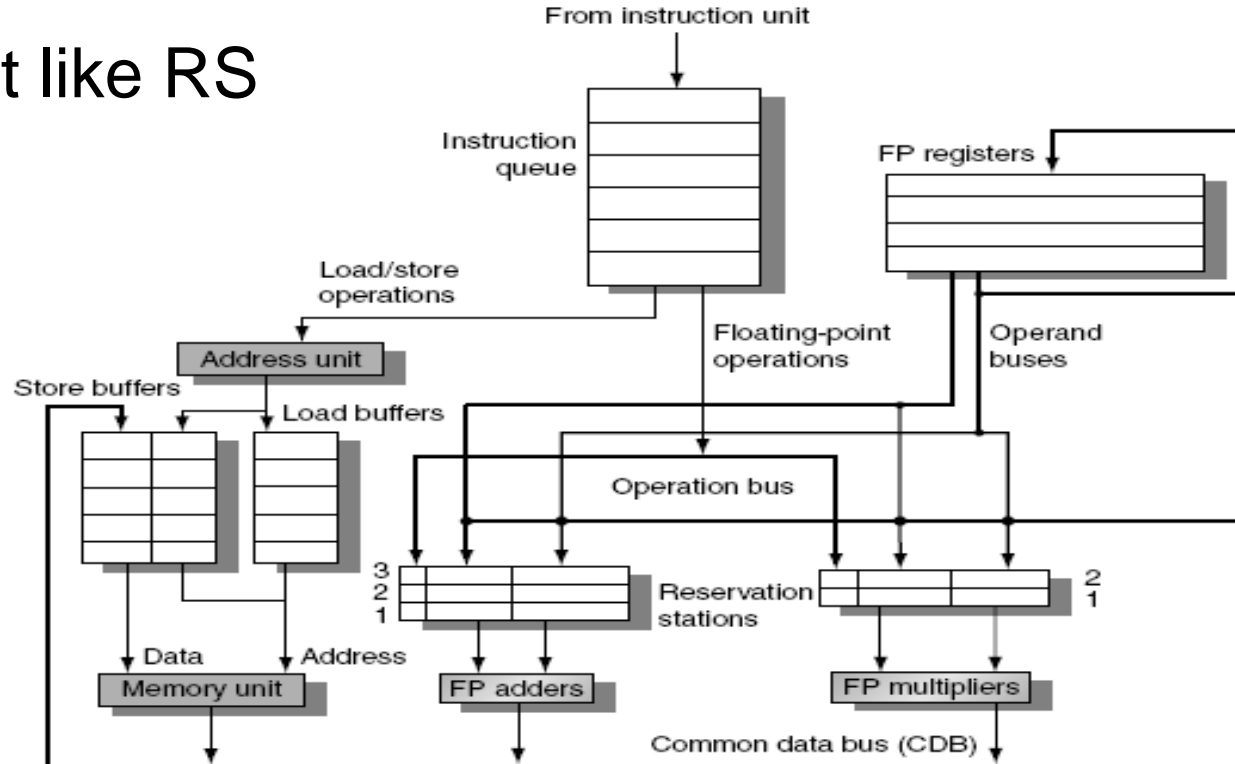 From instruction unit
t like RS
Instruction
queue
FP registers
Load/store
operations
Floating-point
operations
Operand
buses
Address unit
Store buffers
Load buffers
Operation bus
3
2
1
Reservation
stations
2
1
Data
Address
Memory unit
FP adders
FP multipliers
Common data bus (CDB)